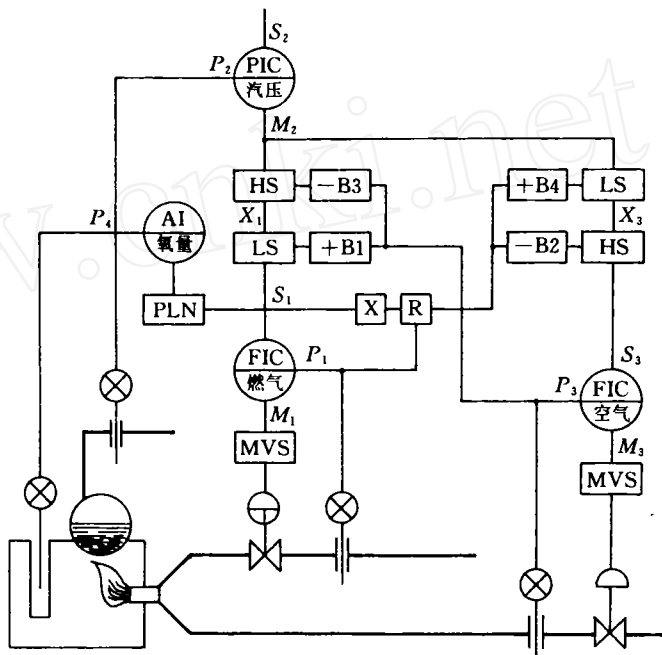 S₂
P₂
PIC
汽压
M₂
HS
−B3
+B4
LS
P₄
AI
氧量
X₁
X₃
LS
+B1
−B2
HS
PLN
S₁
X
R
FIC
燃气
P₁
S₃
P₃
FIC
空气
M₁
MVS
M₃
MVS